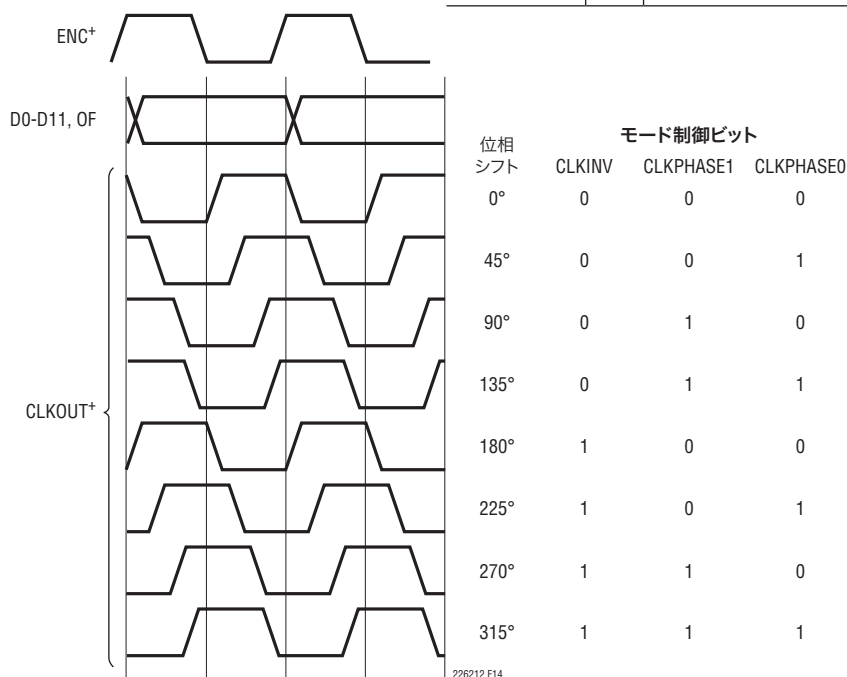 ENC+
D0-D11, OF
CLKOUT+
モード制御ビット
位相
シフト CLKINV CLKPHASE1 CLKPHASE0
0° 0 0 0
45° 0 0 1
90° 0 1 0
135° 0 1 1
180° 1 0 0
225° 1 0 1
270° 1 1 0
315° 1 1 1
226212 F14